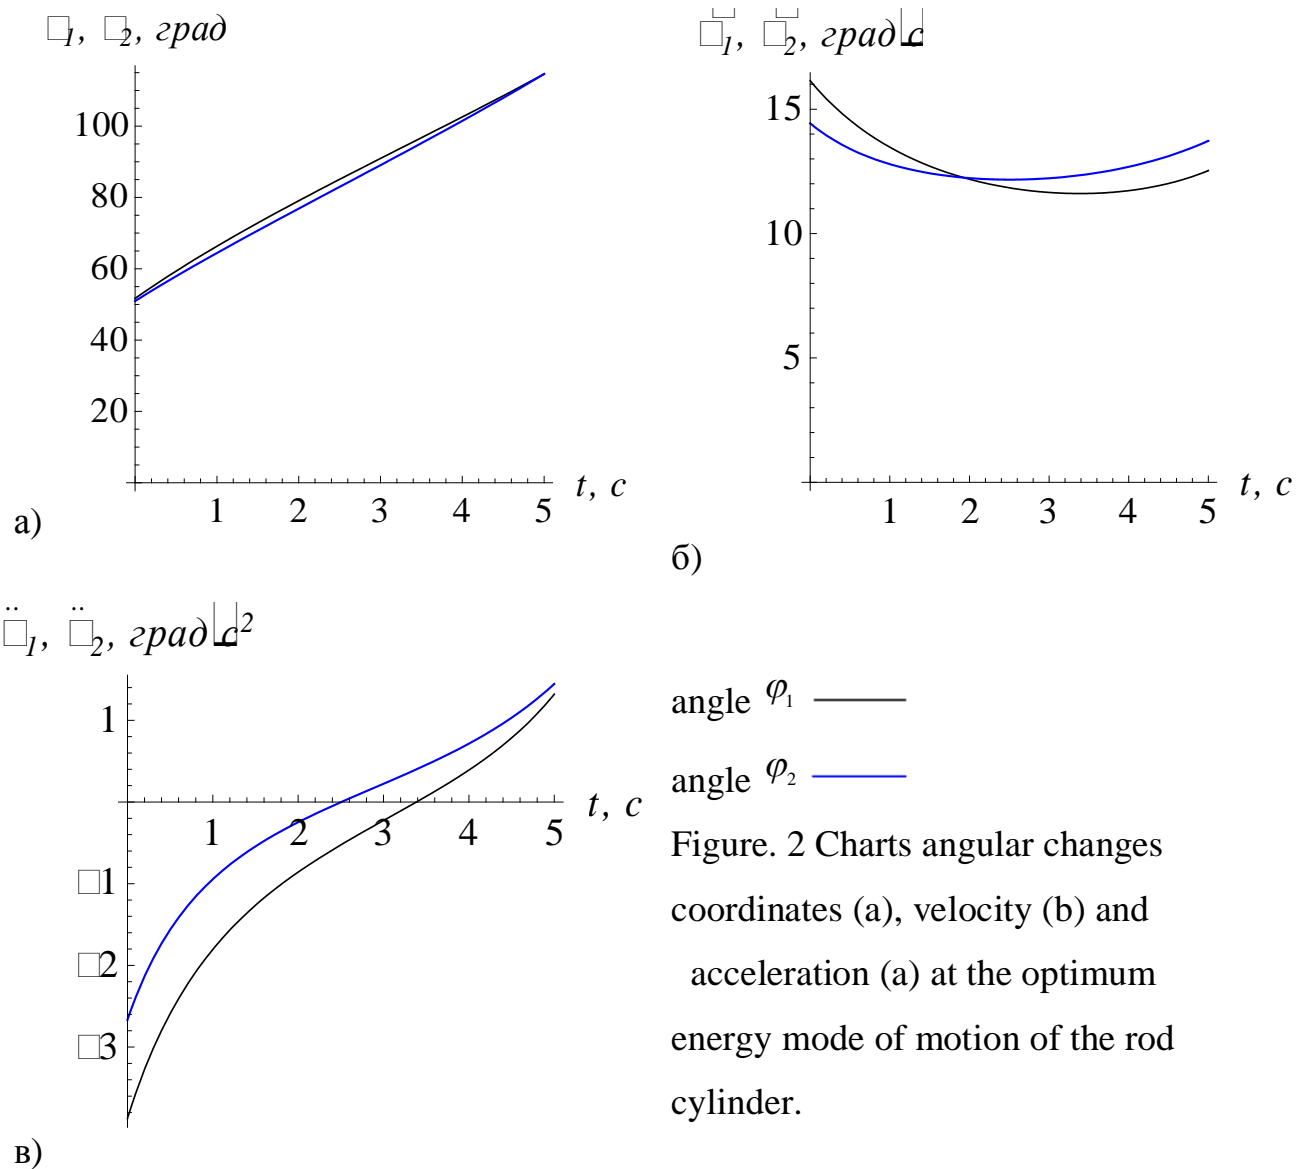 □1, □2, град
100
80
60
40
20
1 2 3 4 5
t, с
а)
□1, □2, град с
15
10
5
1 2 3 4 5
t, с
б)
□1, □2, град с2
1
t, с
1 2 3 4 5
□1
□2
□3
в)
angle φ1
angle φ2
Figure. 2 Charts angular changes
coordinates (a), velocity (b) and
acceleration (a) at the optimum
energy mode of motion of the rod
cylinder.